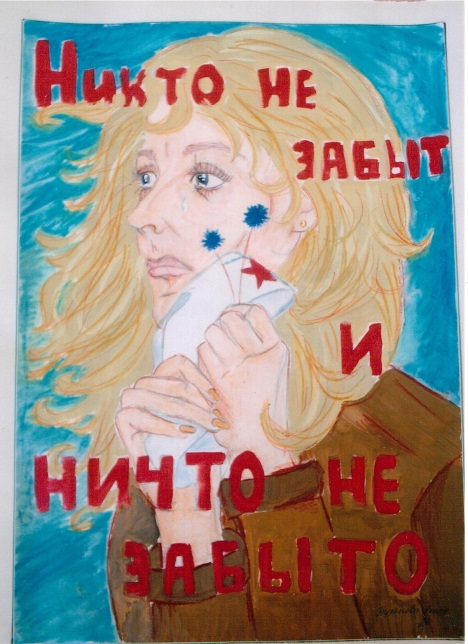 Никто не
забыт
и
ничто не
забыто